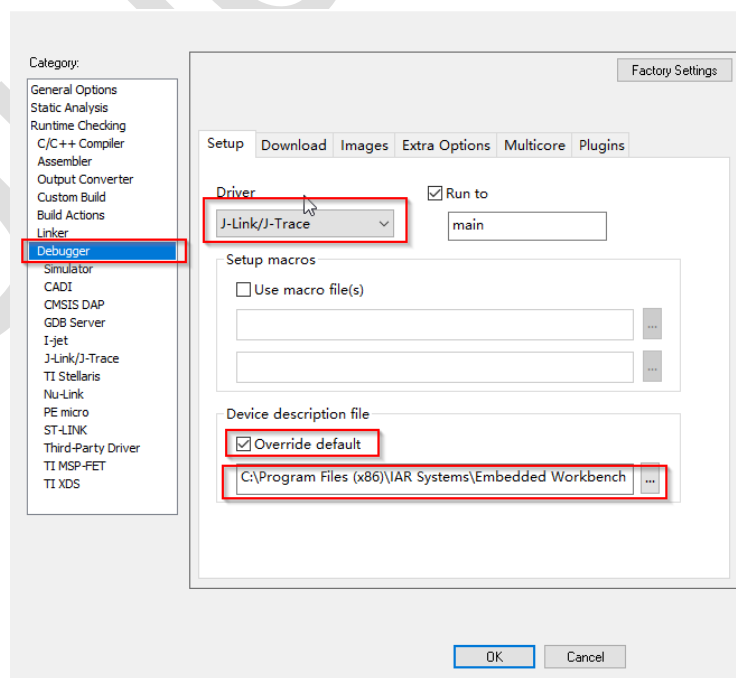 Category:
General Options
Static Analysis
Runtime Checking
C/C++ Compiler
Assembler
Output Converter
Custom Build
Build Actions
Linker
Debugger
Simulator
CADI
CMSIS DAP
GDB Server
I-jet
J-Link/J-Trace
TI Stellaris
Nu-Link
PE micro
ST-LINK
Third-Party Driver
TI MSP-FET
TI XDS
Factory Settings
Setup Download Images Extra Options Multicore Plugins
Driver
Run to
J-Link/J-Trace
main
Setup macros
Use macro file(s)
...
...
Device description file
Override default
C:\Program Files (x86)\IAR Systems\Embedded Workbench
...
OK Cancel